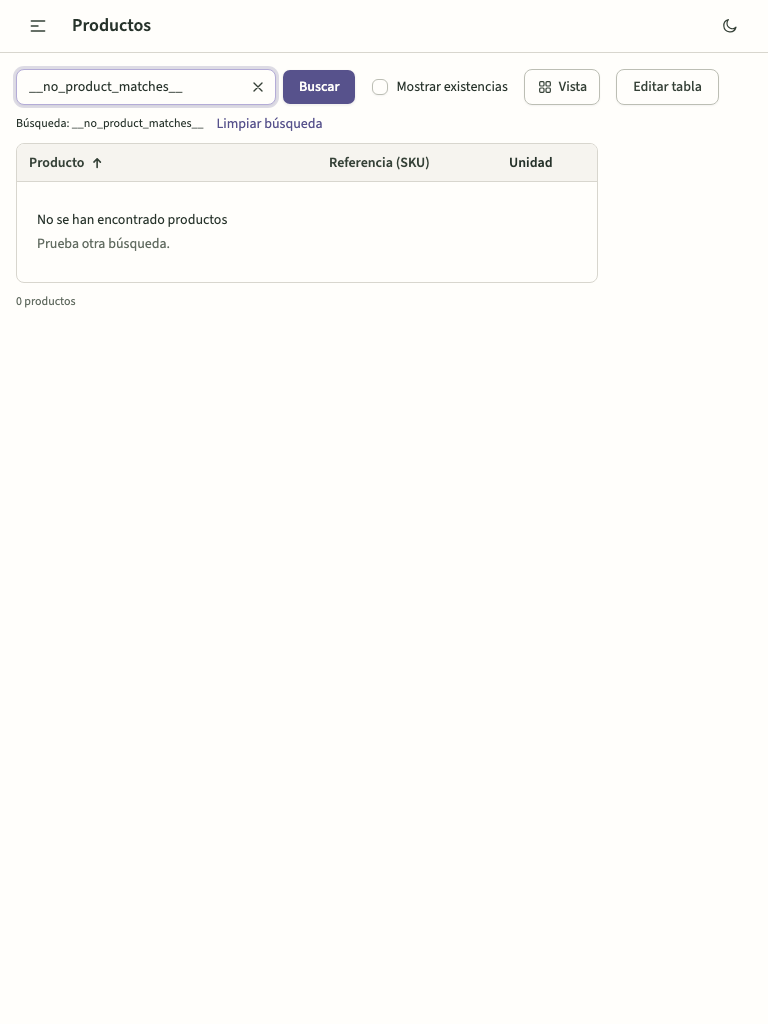 Productos
__no_product_matches__
Buscar
Mostrar existencias
Vista
Editar tabla
Búsqueda: __no_product_matches__ Limpiar búsqueda
Producto Referencia (SKU) Unidad
No se han encontrado productos
Prueba otra búsqueda.
0 productos